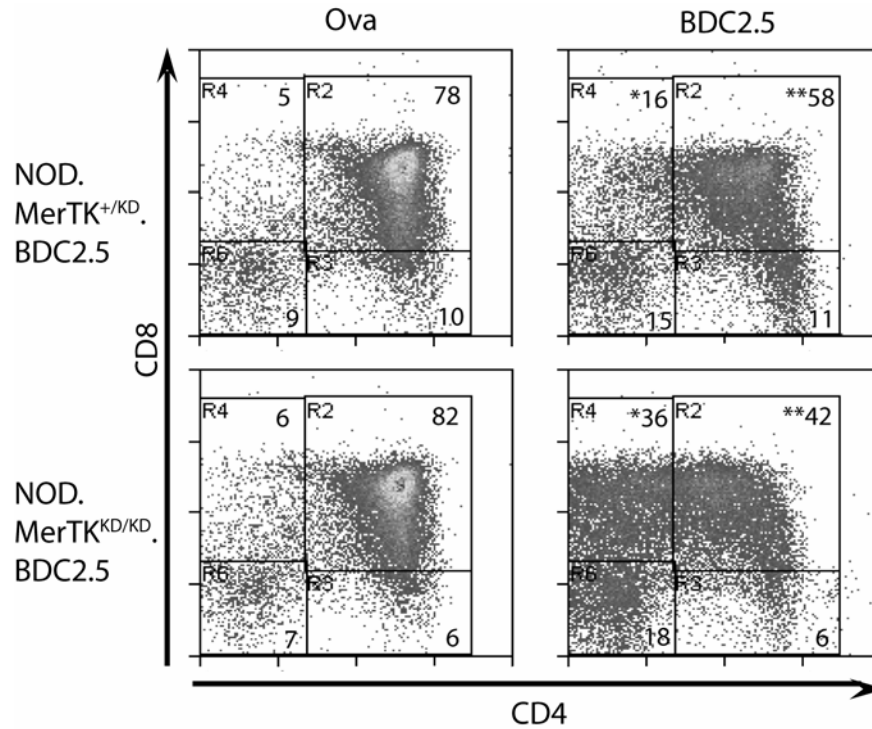 Ova BDC2.5
R4 5 R2 78 R4 *16 R2 **58
NOD.
MerTK+/KD.
BDC2.5
R6 R3 R6 R3
9 10 15 11
CD8
R4 6 R2 82 R4 *36 R2 **42
NOD.
MerTKKD/KD.
BDC2.5
R6 R3 R6 R3
7 6 18 6
CD4